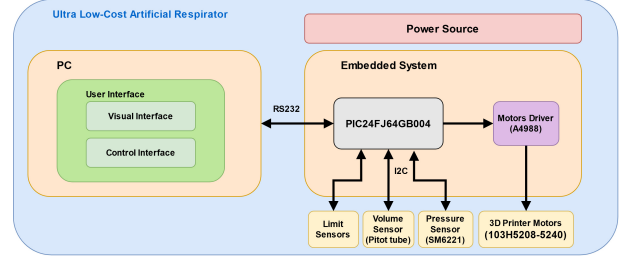 Ultra Low-Cost Artificial Respirator
Power Source
PC
Embedded System
User Interface
Visual Interface
Control Interface
RS232
PIC24FJ64GB004
Motors Driver
(A4988)
I2C
Limit
Sensors
Volume
Sensor
(Pitot tube)
Pressure
Sensor
(SM6221)
3D Printer Motors
(103H5208-5240)